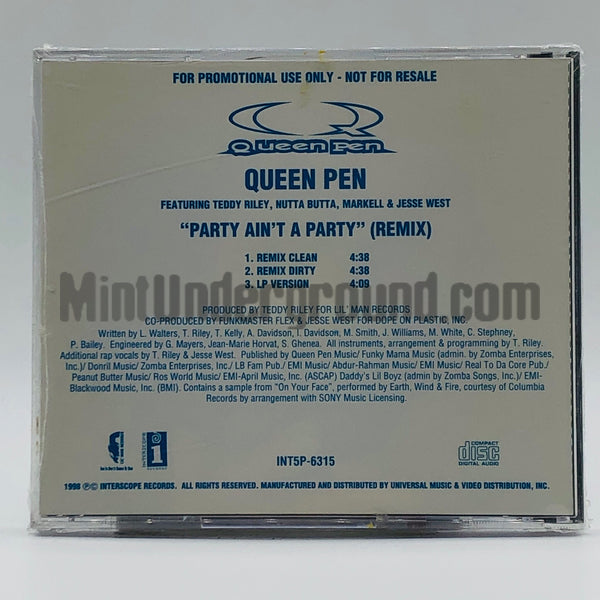 FOR PROMOTIONAL USE ONLY - NOT FOR RESALE
Queen Pen
QUEEN PEN
FEATURING TEDDY RILEY, NUTTA BUTTA, MARKELL & JESSE WEST
"PARTY AIN'T A PARTY" (REMIX)
1. REMIX CLEAN 4:38
2. REMIX DIRTY 4:38
3. LP VERSION 4:09
MintUnderground.com
PRODUCED BY TEDDY RILEY FOR LIL' MAN RECORDS
CO-PRODUCED BY FUNKMASTER FLEX & JESSE WEST FOR DOPE ON PLASTIC, INC.
Written by L. Walters, T. Riley, T. Kelly, A. Davidson, I. Davidson, M. Smith, J. Williams, M. White, C. Stephney,
P. Bailey. Engineered by G. Mayers, Jean-Marie Horvat, S. Ghenea. All instruments, arrangement & programming by T. Riley.
Additional rap vocals by T. Riley & Jesse West. Published by Queen Pen Music/ Funky Mama Music (admin. by Zomba Enterprises,
Inc.)/ Donril Music/ Zomba Enterprises, Inc./ LB Fam Pub./ EMI Music/ Abdur-Rahman Music/ EMI Music/ Real To Da Core Pub./
Peanut Butter Music/ Ros World Music/ EMI-April Music, Inc. (ASCAP) Daddy's Lil Boyz (admin by Zomba Songs, Inc.)/ EMI-
Blackwood Music, Inc. (BMI). Contains a sample from "On Your Face", performed by Earth, Wind & Fire, courtesy of Columbia
Records by arrangement with SONY Music Licensing.
INTERSCOPE
RECORDS
INT5P-6315
COMPACT
disc
DIGITAL AUDIO
1998 ℗© INTERSCOPE RECORDS. ALL RIGHTS RESERVED. MANUFACTURED AND DISTRIBUTED BY UNIVERSAL MUSIC & VIDEO DISTRIBUTION, INC.